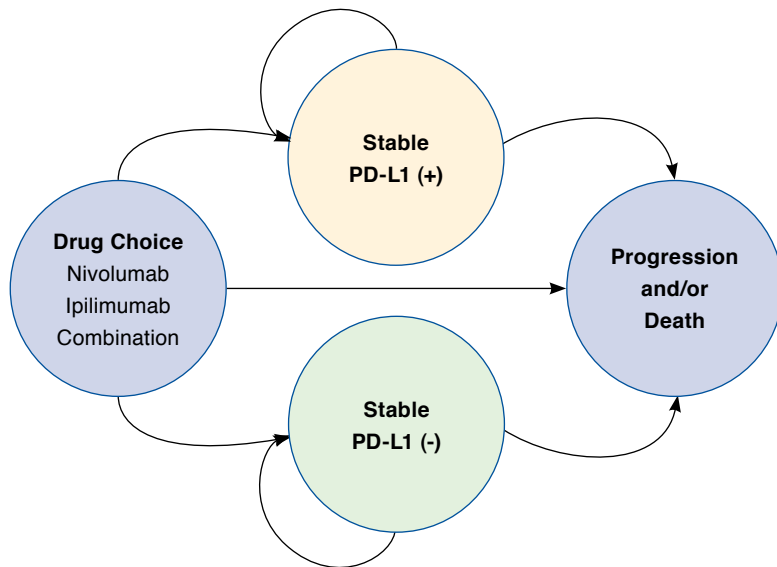 Stable
PD-L1 (+)
Drug Choice
Nivolumab
Ipilimumab
Combination
Progression
and/or
Death
Stable
PD-L1 (-)